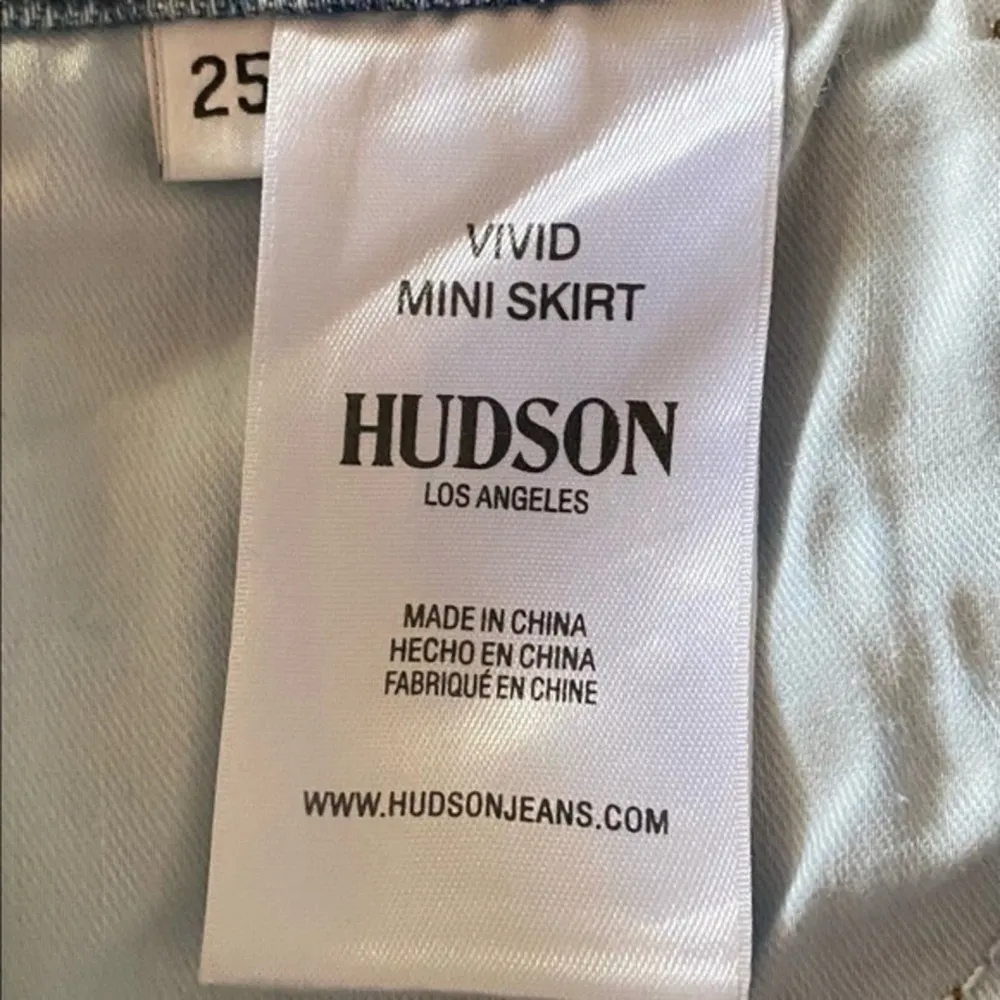 25
VIVID
MINI SKIRT
HUDSON
LOS ANGELES
MADE IN CHINA
HECHO EN CHINA
FABRIQUÉ EN CHINE
WWW.HUDSONJEANS.COM